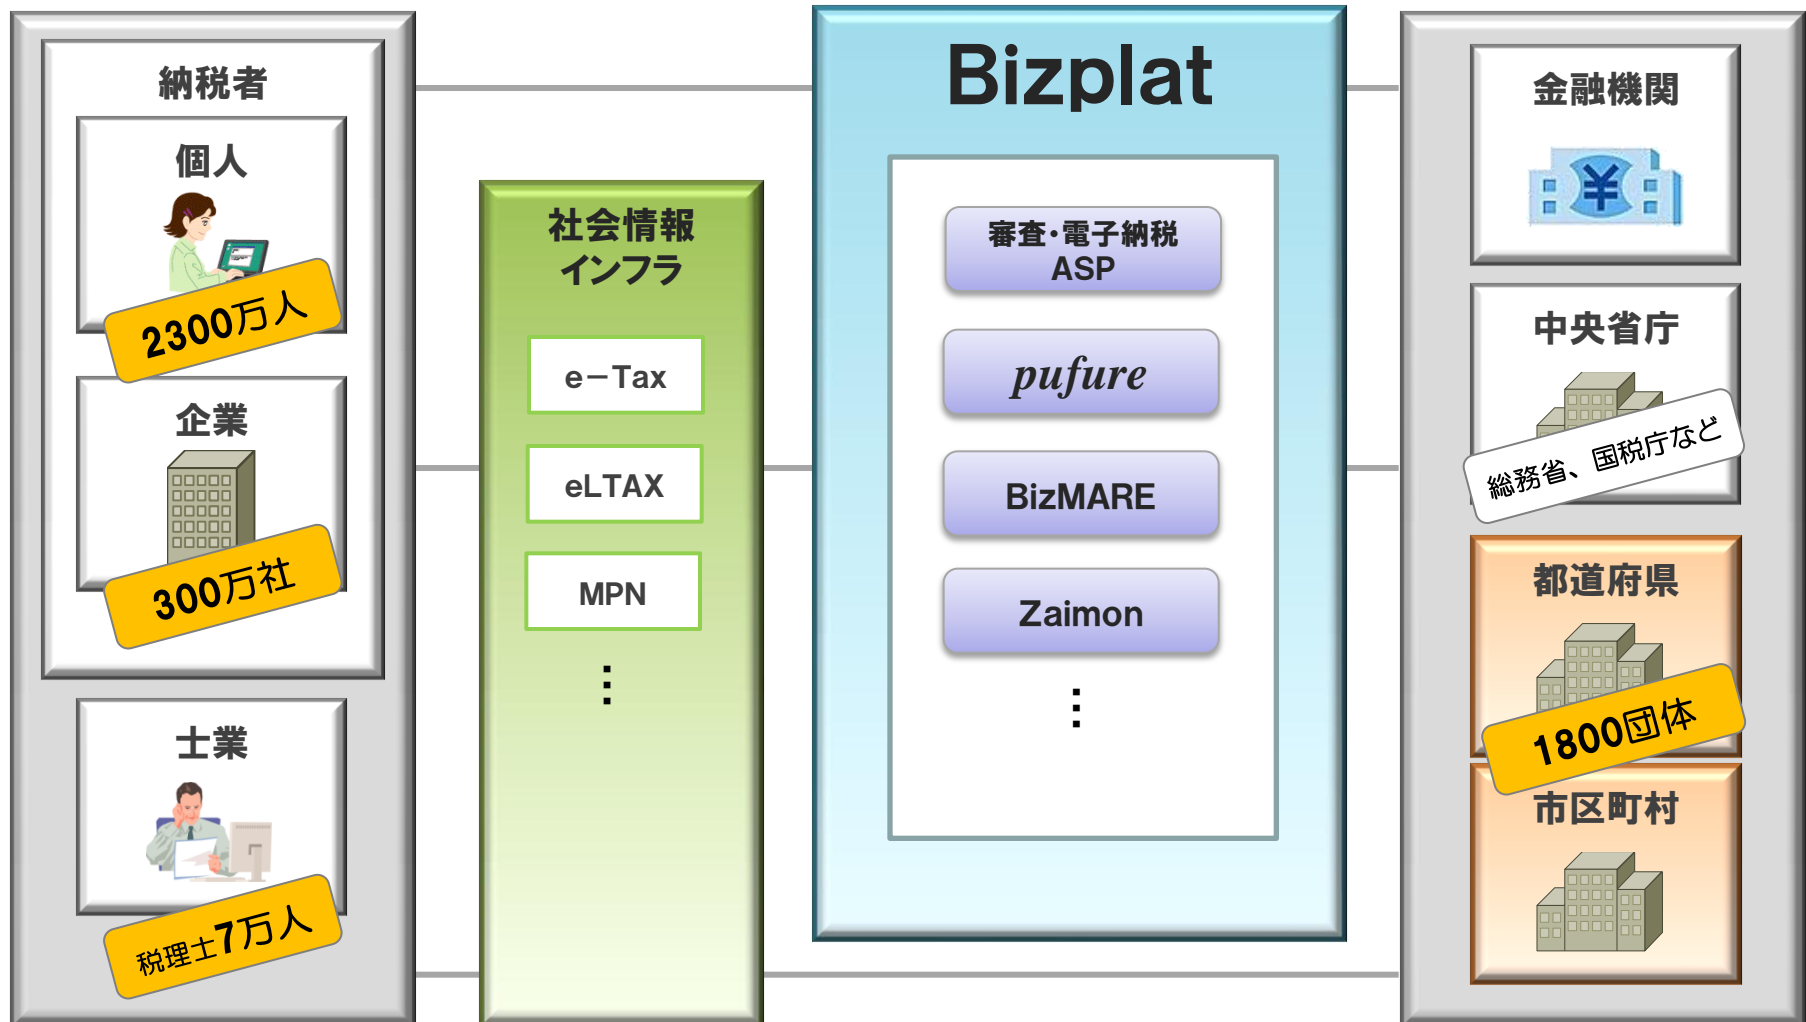 納税者
個人
2300万人
企業
300万社
士業
税理士7万人
社会情報
インフラ
e－Tax
eLTAX
MPN
⋮
Bizplat
審査・電子納税
ASP
pufure
BizMARE
Zaimon
⋮
金融機関
¥
中央省庁
総務省、国税庁など
都道府県
1800団体
市区町村